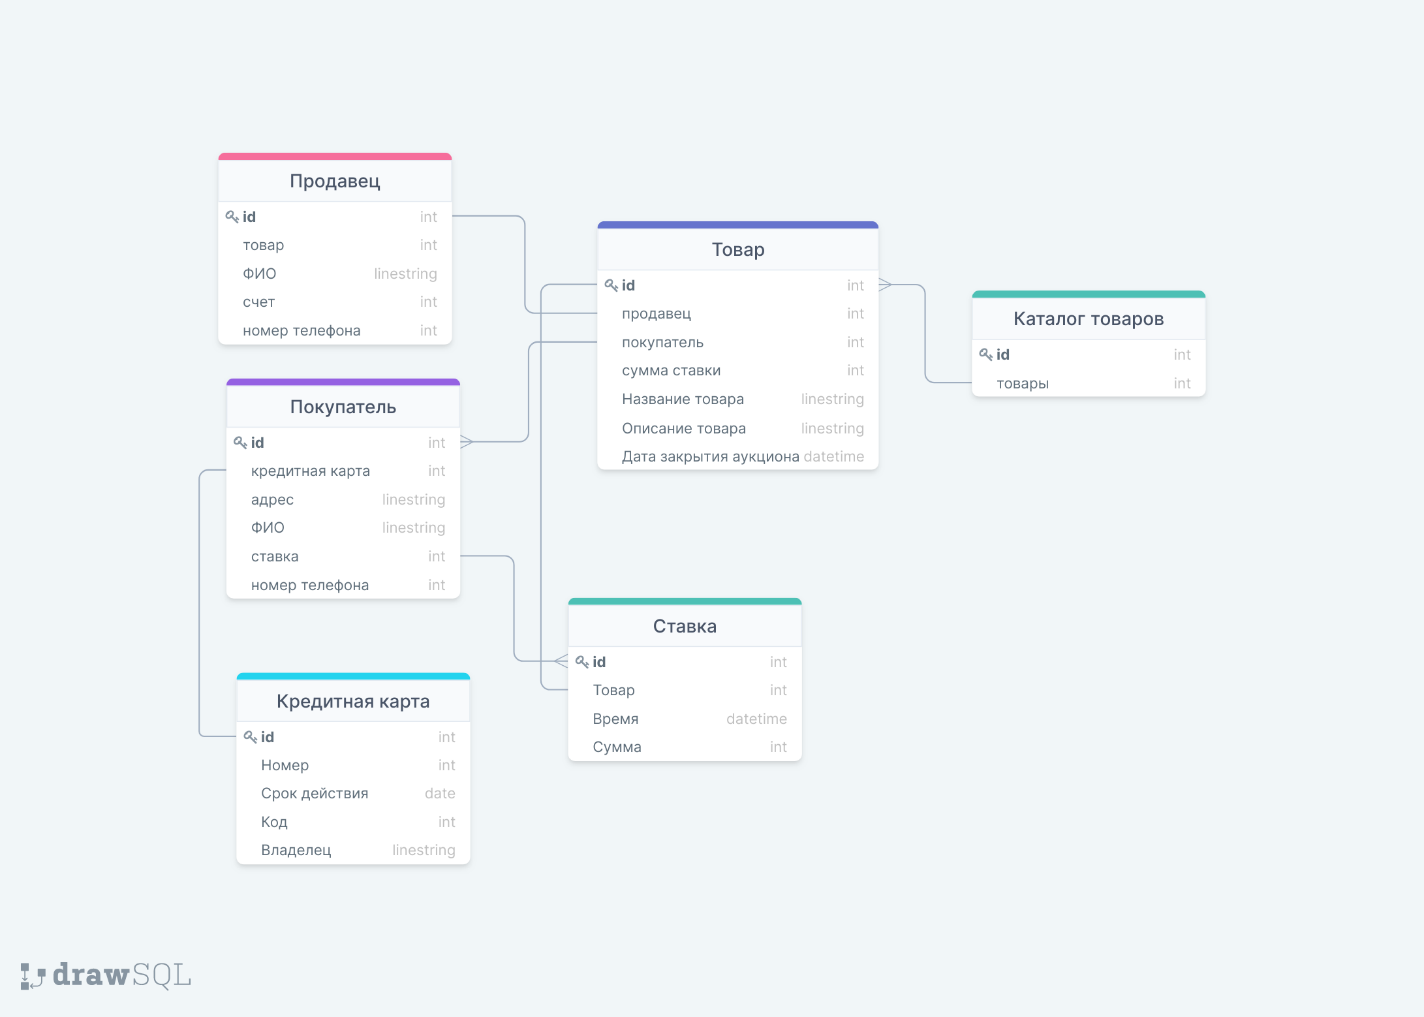 Продавец
id int
товар int
ФИО linestring
счет int
номер телефона int
Покупатель
id int
кредитная карта int
адрес linestring
ФИО linestring
ставка int
номер телефона int
Кредитная карта
id int
Номер int
Срок действия date
Код int
Владелец linestring
Товар
id int
продавец int
покупатель int
сумма ставки int
Название товара linestring
Описание товара linestring
Дата закрытия аукциона datetime
Ставка
id int
Товар int
Время datetime
Сумма int
Каталог товаров
id int
товары int
drawSQL